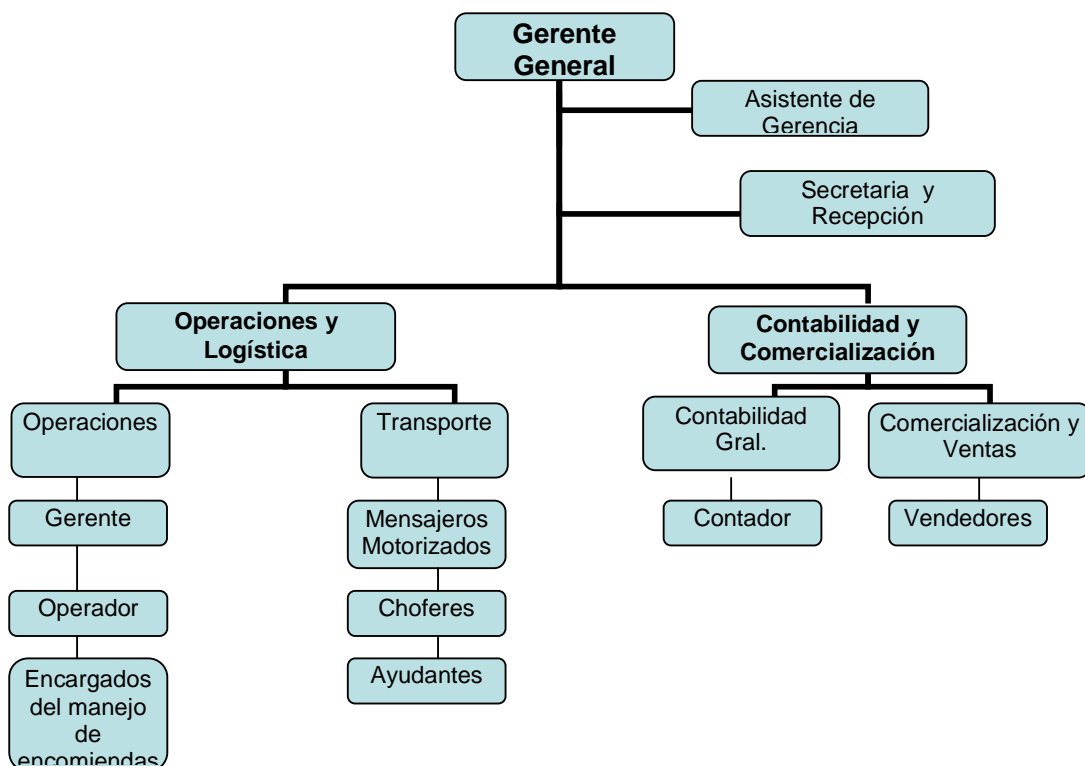 Gerente
General
Asistente de
Gerencia
Secretaria y
Recepción
Operaciones y
Logística
Contabilidad y
Comercialización
Operaciones
Transporte
Contabilidad
Gral.
Comercialización y
Ventas
Gerente
Mensajeros
Motorizados
Contador
Vendedores
Operador
Choferes
Encargados
del manejo
de
encomiendas
Ayudantes